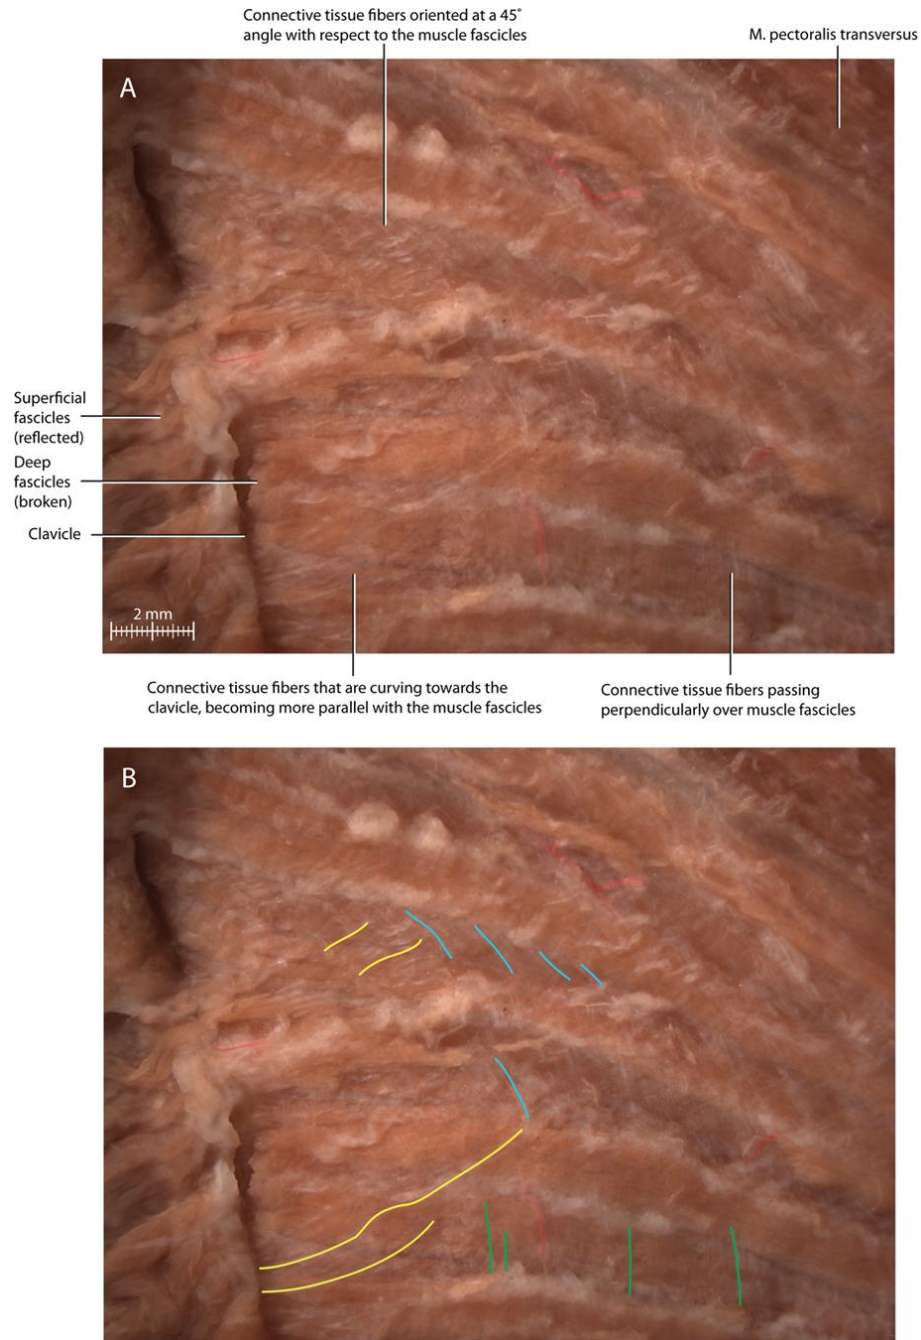 Connective tissue fibers oriented at a 45˚
angle with respect to the muscle fascicles
M. pectoralis transversus
A
Superficial
fascicles
(reflected)
Deep
fascicles
(broken)
Clavicle
2 mm
Connective tissue fibers that are curving towards the
clavicle, becoming more parallel with the muscle fascicles
Connective tissue fibers passing
perpendicularly over muscle fascicles
B